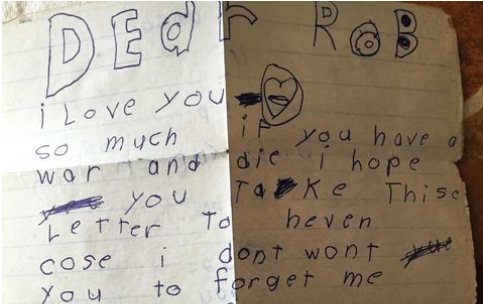 DEar RoB
i Love you
so much if you have a
war and die i hope
you TaKe Thise
Letter To heven
cose i dont wont
you to forget me